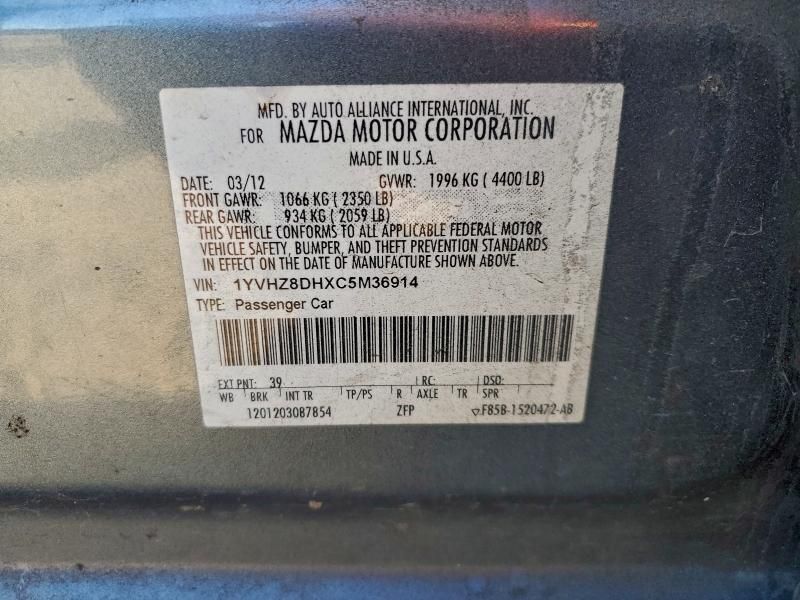 MFD. BY AUTO ALLIANCE INTERNATIONAL, INC.
FOR MAZDA MOTOR CORPORATION
MADE IN U.S.A.
DATE: 03/12 GVWR: 1996 KG ( 4400 LB)
FRONT GAWR: 1066 KG ( 2350 LB)
REAR GAWR: 934 KG ( 2059 LB)
THIS VEHICLE CONFORMS TO ALL APPLICABLE FEDERAL MOTOR
VEHICLE SAFETY, BUMPER, AND THEFT PREVENTION STANDARDS
IN EFFECT ON THE DATE OF MANUFACTURE SHOWN ABOVE.
VIN: 1YVHZ8DHXC5M36914
TYPE: Passenger Car
EXT PNT: 39 RC: DSO:
WB BRK INT TR TP/PS R AXLE TR SPR
1201203087854 ZFP F85B-1520472-AB